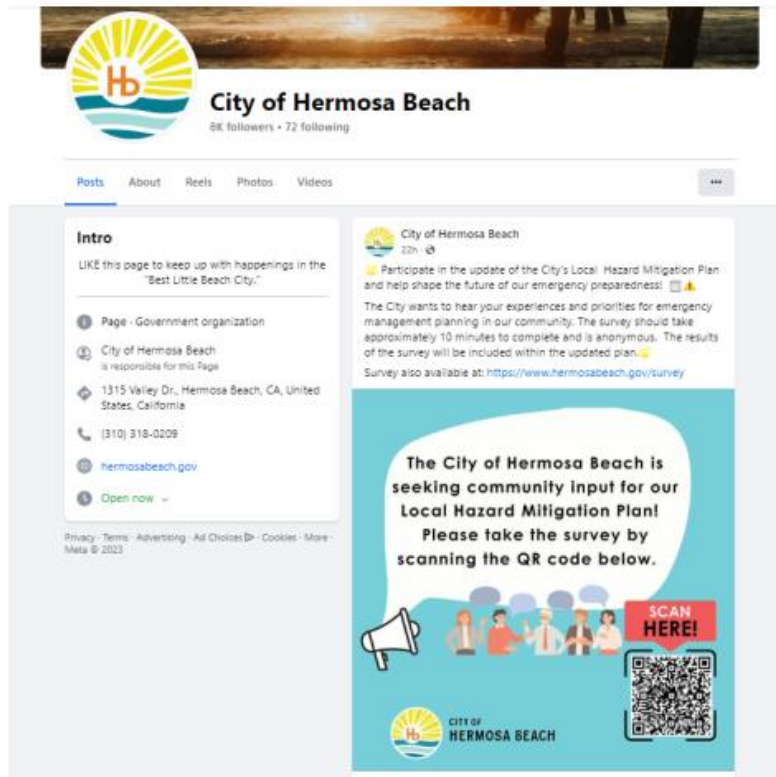 Hb
City of Hermosa Beach
8K followers • 72 following
Posts
About
Reels
Photos
Videos
Intro
LIKE this page to keep up with happenings in the
"Best Little Beach City."
Page · Government organization
City of Hermosa Beach
is responsible for this Page
1315 Valley Dr., Hermosa Beach, CA, United
States, California
(310) 318-0209
hermosabeach.gov
Open now
Privacy · Terms · Advertising · Ad Choices · Cookies · More ·
Meta © 2023
City of Hermosa Beach
22h ·
Participate in the update of the City's Local Hazard Mitigation Plan
and help shape the future of our emergency preparedness!
The City wants to hear your experiences and priorities for emergency
management planning in our community. The survey should take
approximately 10 minutes to complete and is anonymous. The results
of the survey will be included within the updated plan.
Survey also available at: https://www.hermosabeach.gov/survey
The City of Hermosa Beach is
seeking community input for our
Local Hazard Mitigation Plan!
Please take the survey by
scanning the QR code below.
SCAN
HERE!
Hb
CITY OF
HERMOSA BEACH